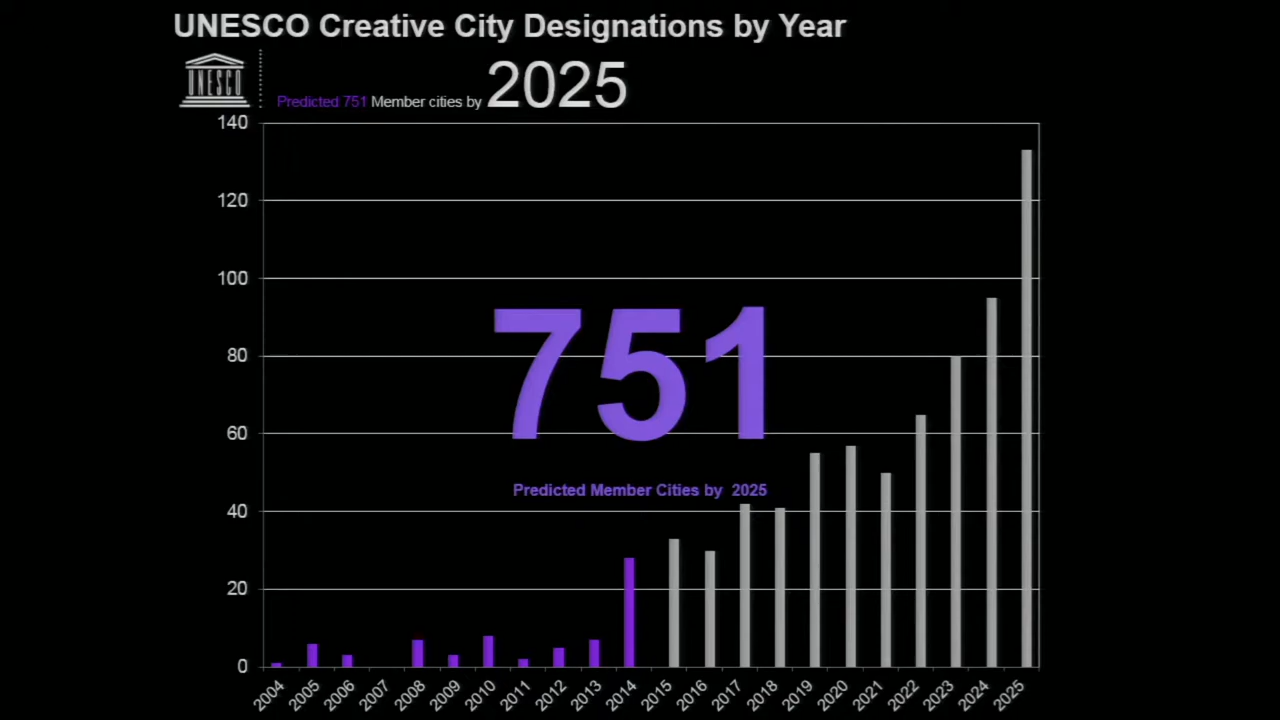 UNESCO Creative City Designations by Year
UNESCO
Predicted 751 Member cities by 2025
140
120
100
80
60
40
20
0
751
Predicted Member Cities by 2025
2004 2005 2006 2007 2008 2009 2010 2011 2012 2013 2014 2015 2016 2017 2018 2019 2020 2021 2022 2023 2024 2025